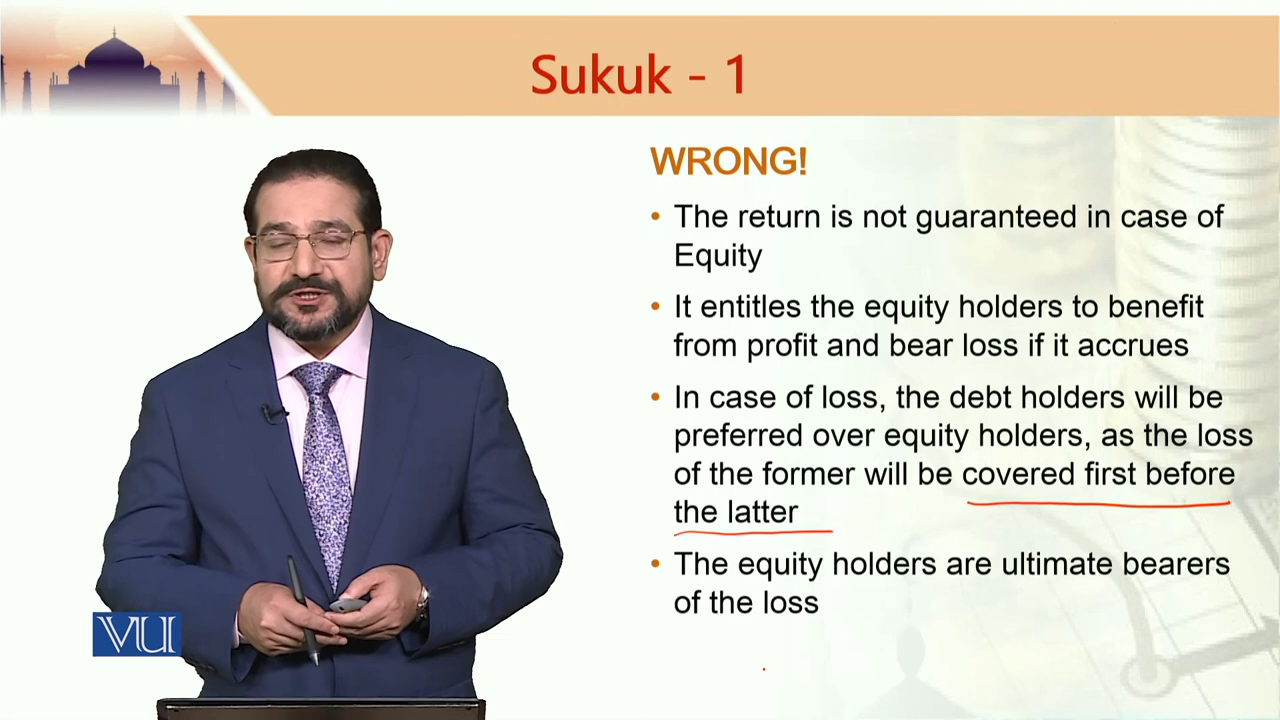 Sukuk - 1
WRONG!
• The return is not guaranteed in case of
Equity
• It entitles the equity holders to benefit
from profit and bear loss if it accrues
• In case of loss, the debt holders will be
preferred over equity holders, as the loss
of the former will be covered first before
the latter
• The equity holders are ultimate bearers
of the loss
VU